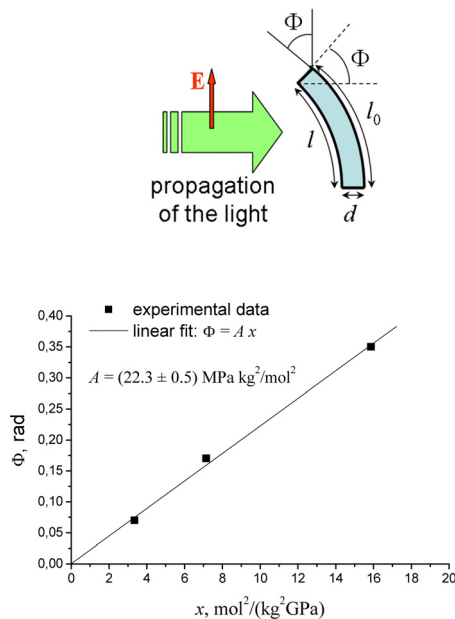 Φ
Φ
E
l
l₀
d
propagation
of the light
experimental data
linear fit: Φ = A x
A = (22.3 ± 0.5) MPa kg²/mol²
Φ, rad
0,40
0,35
0,30
0,25
0,20
0,15
0,10
0,05
0,00
0 2 4 6 8 10 12 14 16 18 20
x, mol²/(kg²GPa)